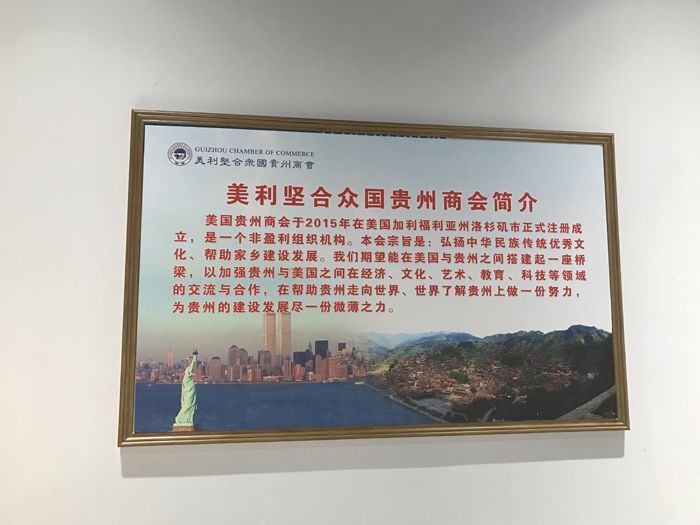 GUIZHOU CHAMBER OF COMMERCE
美利堅合衆國貴州商會
美利坚合众国贵州商会简介
美国贵州商会于2015年在美国加利福利亚州洛杉矶市正式注册成
立，是一个非盈利组织机构。本会宗旨是：弘扬中华民族传统优秀文
化、帮助家乡建设发展。我们期望能在美国与贵州之间搭建起一座桥
梁，以加强贵州与美国之间在经济、文化、艺术、教育、科技等领域
的交流与合作，在帮助贵州走向世界、世界了解贵州上做一份努力，
为贵州的建设发展尽一份微薄之力。